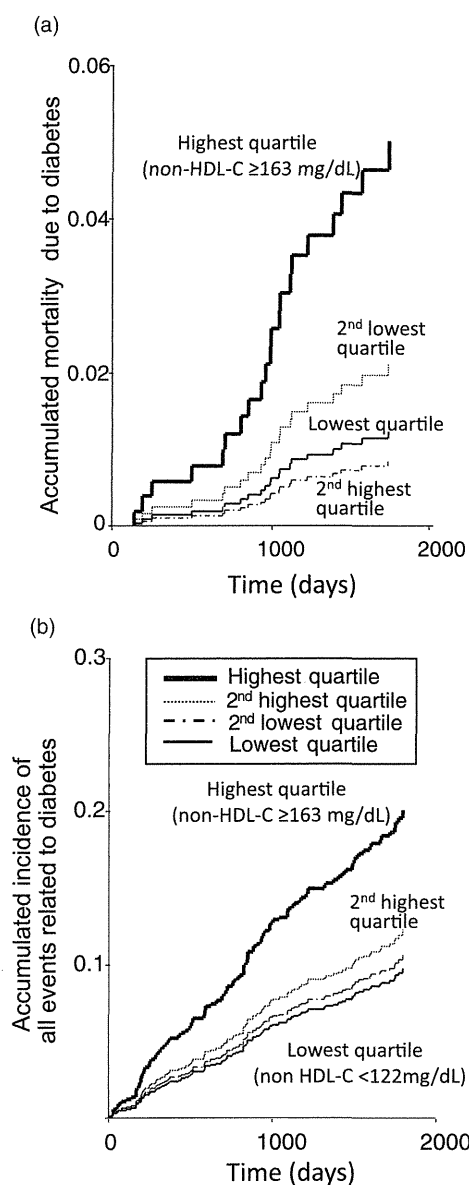 (a)
0.06
0.04
0.02
0
Accumulated mortality due to diabetes
Highest quartile
(non-HDL-C ≥163 mg/dL)
2nd lowest
quartile
Lowest quartile
2nd highest
quartile
0
1000
2000
Time (days)
(b)
0.3
0.2
0.1
Accumulated incidence of
all events related to diabetes
Highest quartile
2nd highest quartile
2nd lowest quartile
Lowest quartile
Highest quartile
(non-HDL-C ≥163 mg/dL)
2nd highest
quartile
Lowest quartile
(non HDL-C <122mg/dL)
0
1000
2000
Time (days)